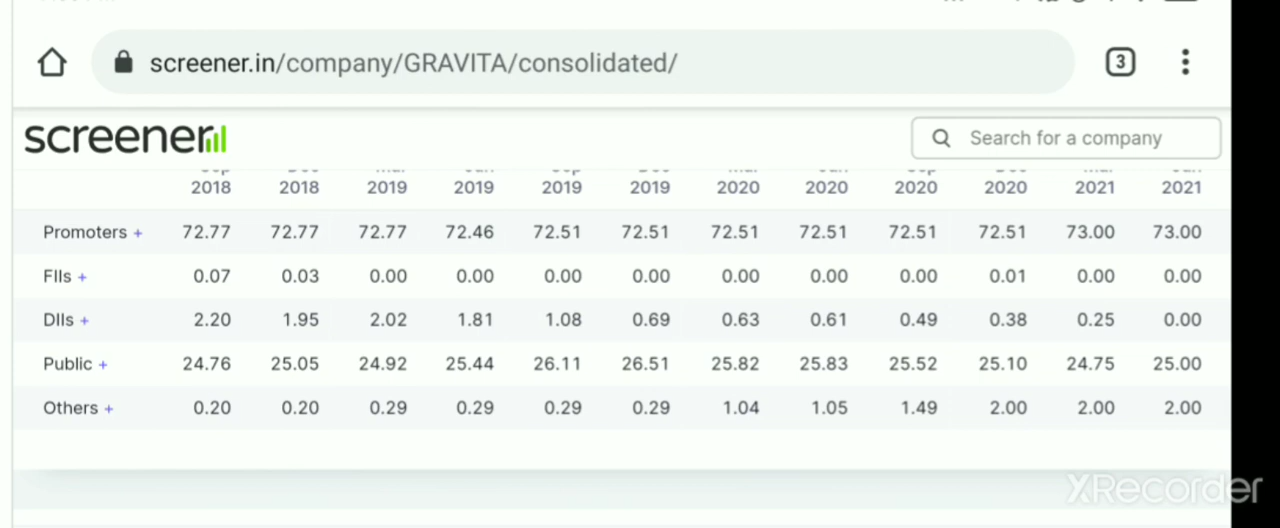 screener.in/company/GRAVITA/consolidated/
3
screener
Search for a company
2018 2018 2019 2019 2019 2019 2020 2020 2020 2020 2021 2021
Promoters + 72.77 72.77 72.77 72.46 72.51 72.51 72.51 72.51 72.51 72.51 73.00 73.00
FIIs + 0.07 0.03 0.00 0.00 0.00 0.00 0.00 0.00 0.00 0.01 0.00 0.00
DIIs + 2.20 1.95 2.02 1.81 1.08 0.69 0.63 0.61 0.49 0.38 0.25 0.00
Public + 24.76 25.05 24.92 25.44 26.11 26.51 25.82 25.83 25.52 25.10 24.75 25.00
Others + 0.20 0.20 0.29 0.29 0.29 0.29 1.04 1.05 1.49 2.00 2.00 2.00
XRecorder